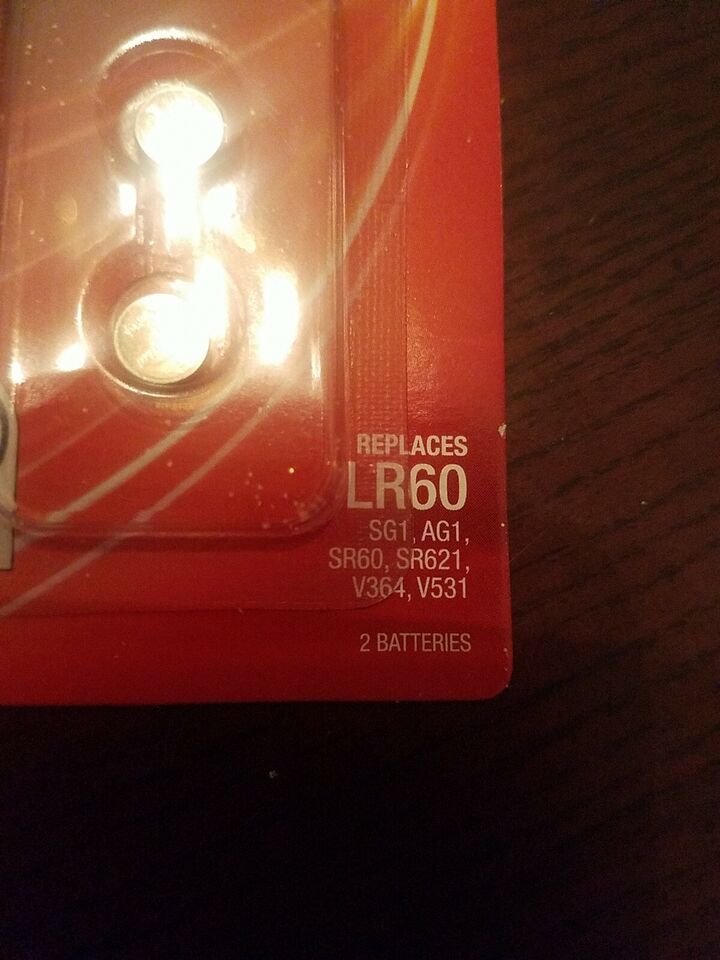 REPLACES
LR60
SG1, AG1,
SR60, SR621,
V364, V531
2 BATTERIES